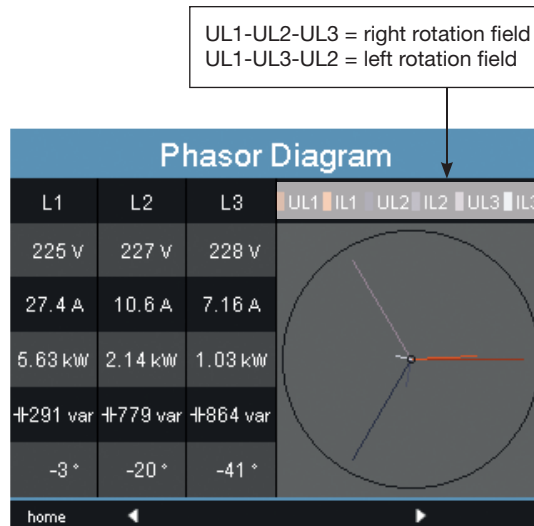 UL1-UL2-UL3 = right rotation field
UL1-UL3-UL2 = left rotation field
Phasor Diagram
L1 L2 L3 UL1 IL1 UL2 IL2 UL3 IL3
225 V 227 V 228 V
27.4 A 10.6 A 7.16 A
5.63 kW 2.14 kW 1.03 kW
291 var 779 var 864 var
-3 ° -20 ° -41 °
home